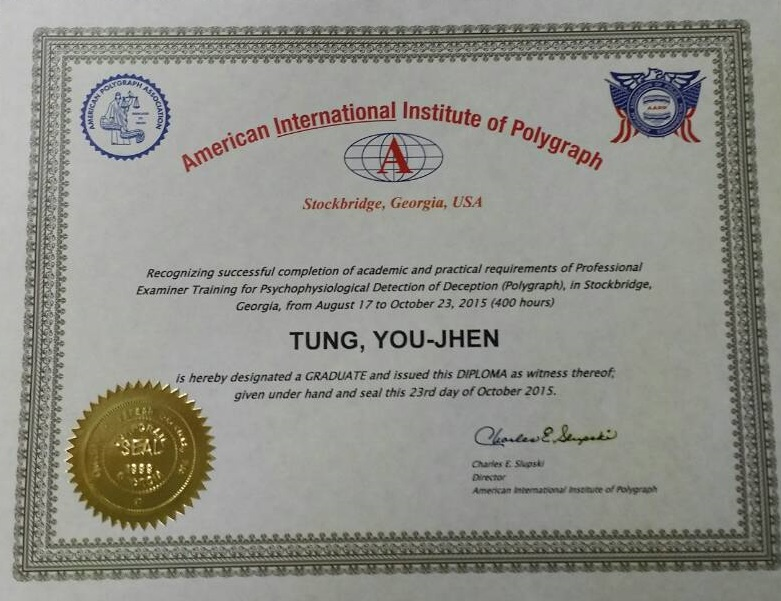 AMERICAN POLYGRAPH ASSOCIATION
American International Institute of Polygraph
A
Stockbridge, Georgia, USA
Recognizing successful completion of academic and practical requirements of Professional
Examiner Training for Psychophysiological Detection of Deception (Polygraph), in Stockbridge,
Georgia, from August 17 to October 23, 2015 (400 hours)
TUNG, YOU-JHEN
is hereby designated a GRADUATE and issued this DIPLOMA as witness thereof;
given under hand and seal this 23rd day of October 2015.
Charles E. Slupski
Charles E. Slupski
Director
American International Institute of Polygraph
SEAL